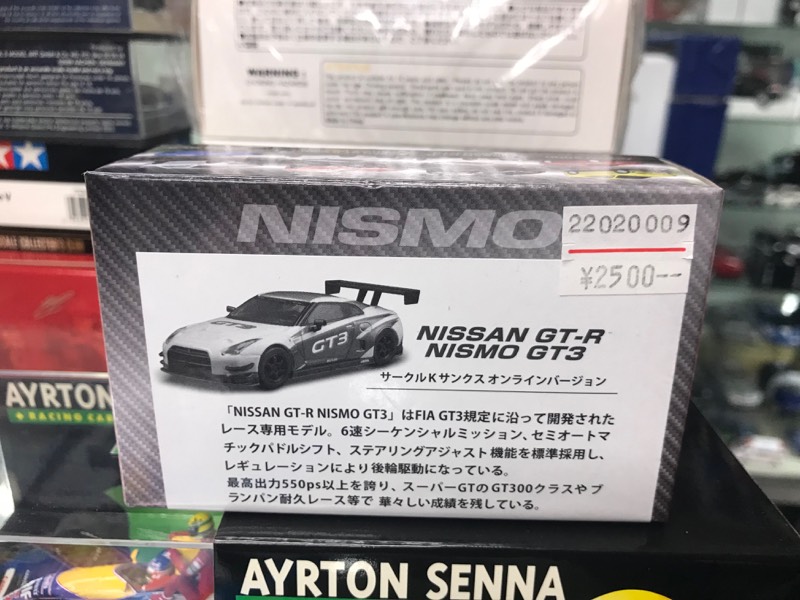 WARNING :
NISMO
22020009
¥2500--
GT3
GT3
NISSAN GT-R
NISMO GT3
サークルKサンクスオンラインバージョン
「NISSAN GT-R NISMO GT3」はFIA GT3規定に沿って開発された
レース専用モデル。6速シーケンシャルミッション、セミオートマ
チックパドルシフト、ステアリングアジャスト機能を標準採用し、
レギュレーションにより後輪駆動になっている。
最高出力550ps以上を誇り、スーパーGTのGT300クラスやブ
ランパン耐久レース等で 華々しい成績を残している。
AYRTON
RACING CAR
AYRTON SENNA